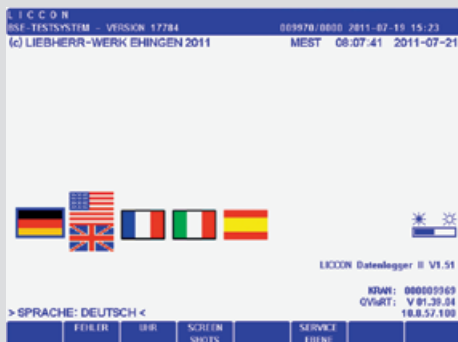 LICCON
BSE-TESTSYSTEM - VERSION 17784 009970/0000 2011-07-19 15:23
(c) LIEBHERR-WERK EHINGEN 2011 MEST 08:07:41 2011-07-21
LICCON Datenlogger II V1.51
KRAN: 000009969
QVisRT: V 01.39.04
10.0.57.100
> SPRACHE: DEUTSCH <
FEHLER UHR SCREEN SHOTS SERVICE EBENE